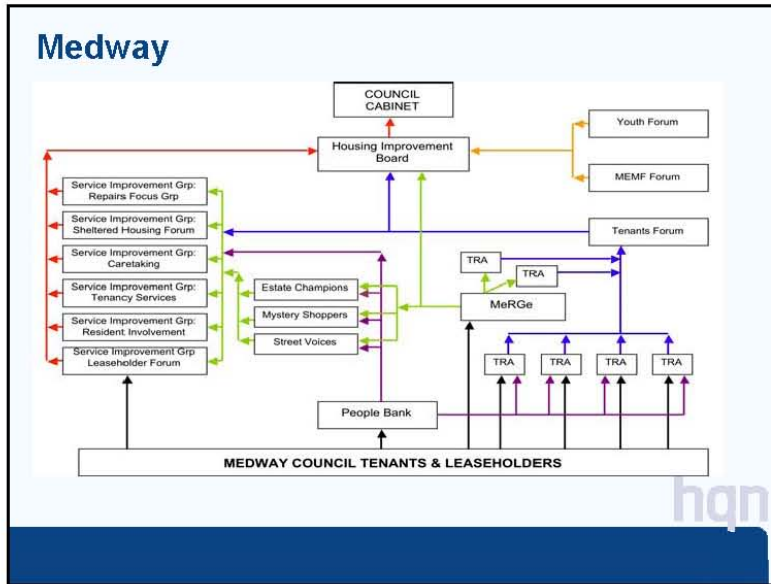 Medway
COUNCIL
CABINET
Housing Improvement
Board
Youth Forum
MEMF Forum
Service Improvement Grp:
Repairs Focus Grp
Service Improvement Grp:
Sheltered Housing Forum
Service Improvement Grp:
Caretaking
Service Improvement Grp:
Tenancy Services
Service Improvement Grp:
Resident Involvement
Service Improvement Grp
Leaseholder Forum
Tenants Forum
TRA
TRA
Estate Champions
Mystery Shoppers
Street Voices
MeRGe
TRA
TRA
TRA
TRA
People Bank
MEDWAY COUNCIL TENANTS & LEASEHOLDERS
hqn